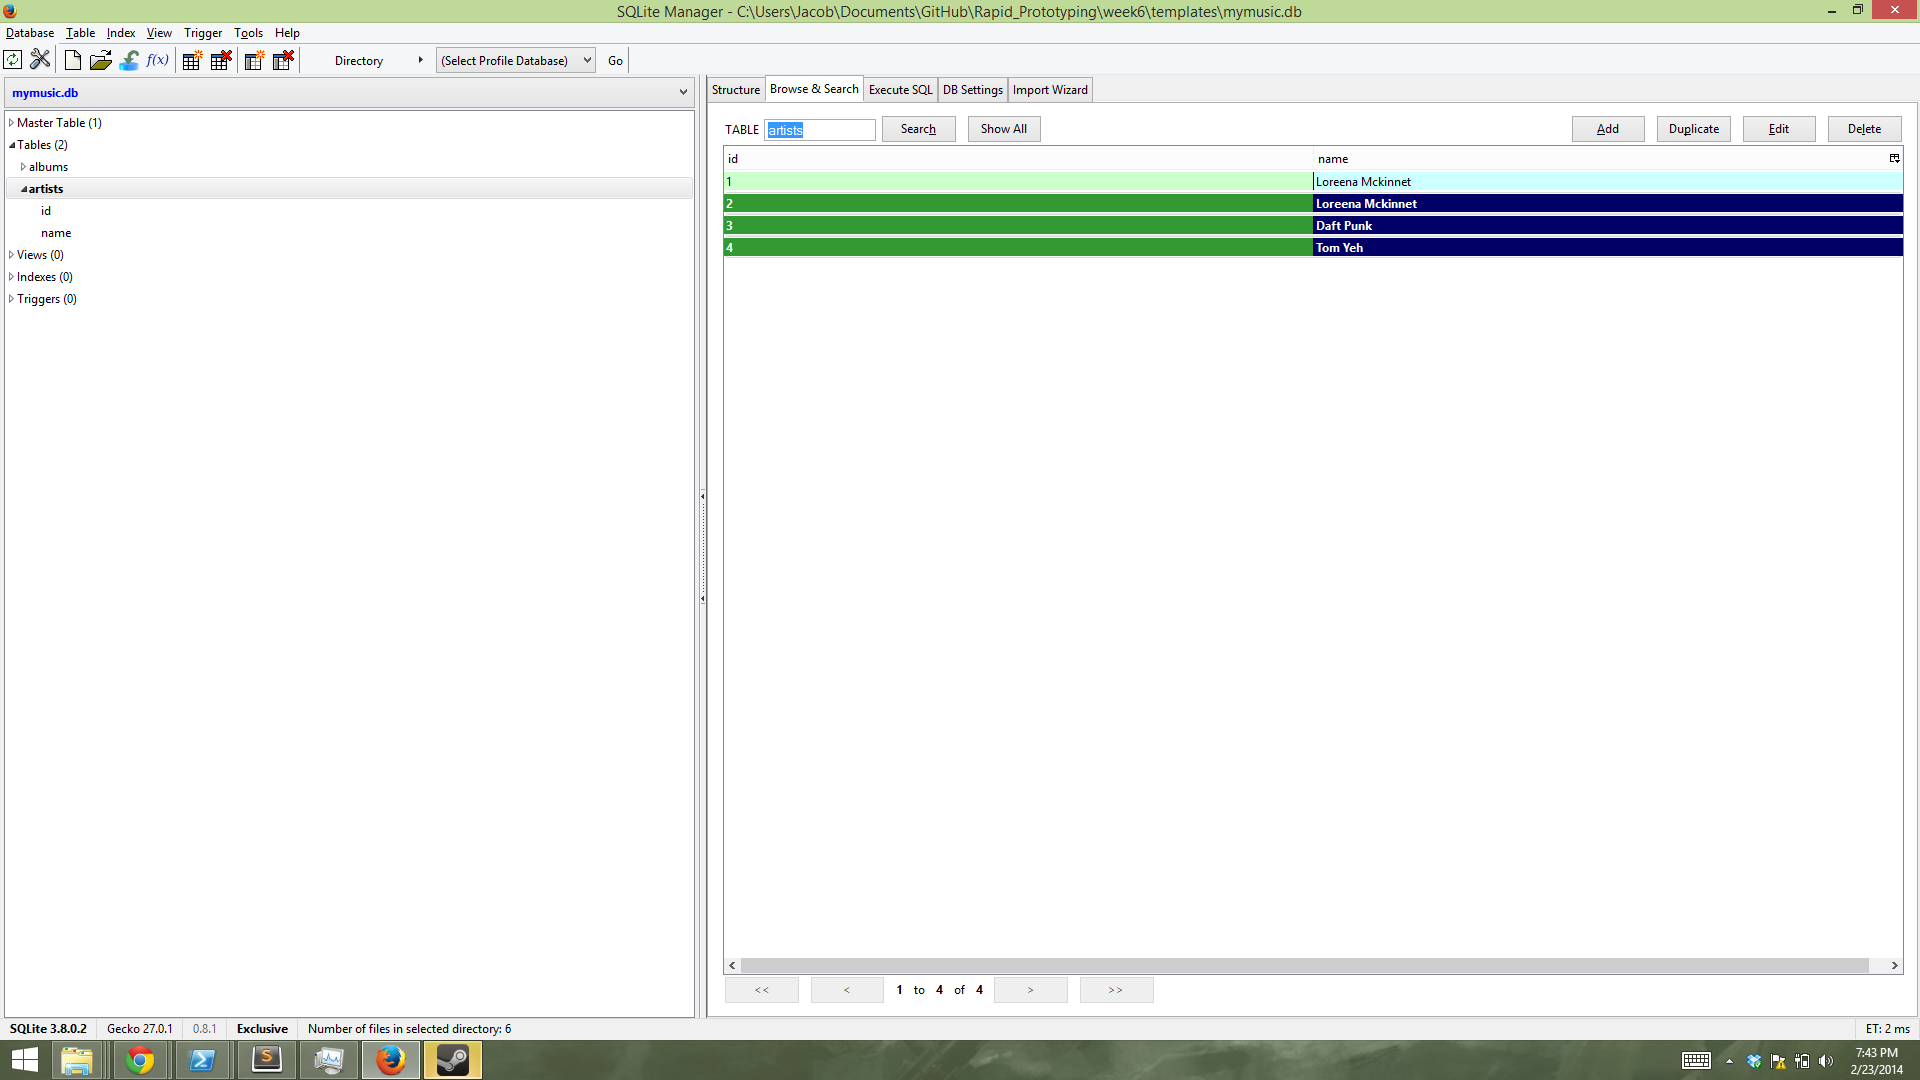 SQLite Manager - C:\Users\Jacob\Documents\GitHub\Rapid_Prototyping\week6\templates\mymusic.db
Database Table Index View Trigger Tools Help
f(x) Directory (Select Profile Database) Go
mymusic.db
Master Table (1)
Tables (2)
albums
artists
id
name
Views (0)
Indexes (0)
Triggers (0)
Structure Browse & Search Execute SQL DB Settings Import Wizard
TABLE artists Search Show All Add Duplicate Edit Delete
id name
1 Loreena Mckinnet
2 Loreena Mckinnet
3 Daft Punk
4 Tom Yeh
<< < 1 to 4 of 4 > >>
SQLite 3.8.0.2 Gecko 27.0.1 0.8.1 Exclusive Number of files in selected directory: 6 ET: 2 ms
7:43 PM
2/23/2014